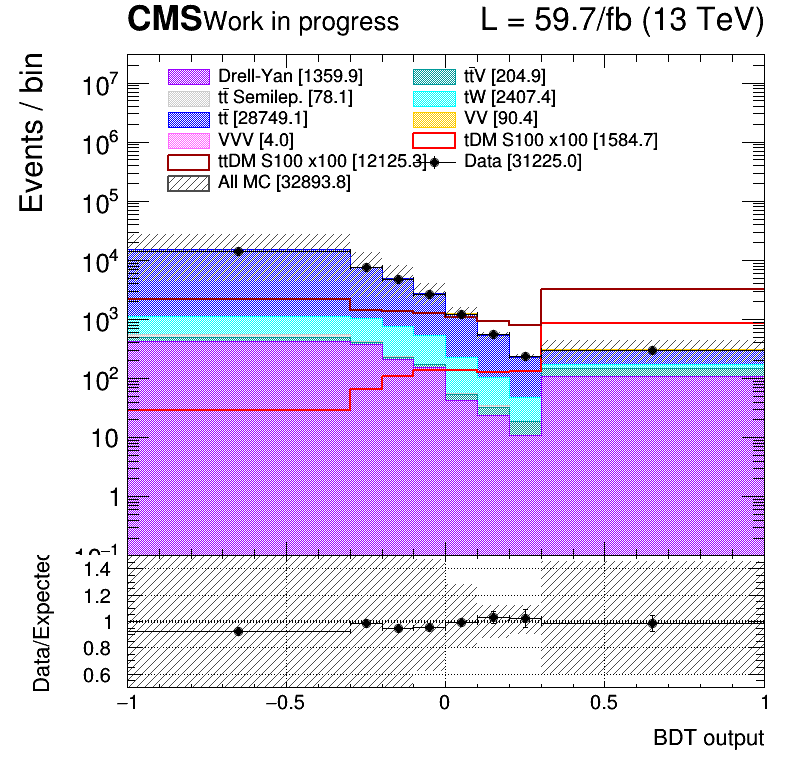 CMS Work in progress L = 59.7/fb (13 TeV)
Events / bin
Drell-Yan [1359.9] tt̄V [204.9]
tt̄ Semilep. [78.1] tW [2407.4]
tt̄ [28749.1] VV [90.4]
VVV [4.0] tDM S100 x100 [1584.7]
ttDM S100 x100 [12125.3] Data [31225.0]
All MC [32893.8]
10⁷
10⁶
10⁵
10⁴
10³
10²
10
1
10⁻¹
Data/Expected
1.4
1.2
1
0.8
0.6
−1 −0.5 0 0.5 1
BDT output